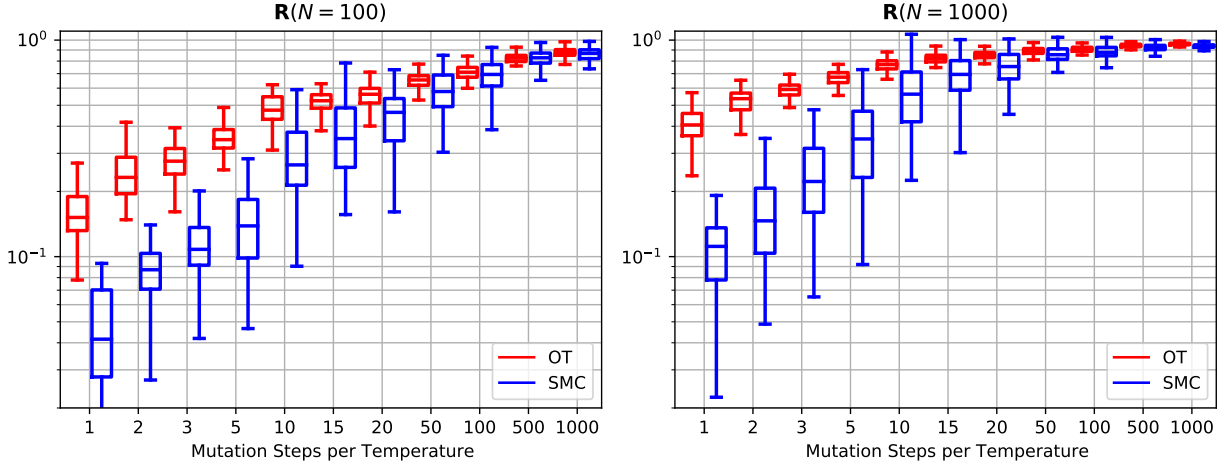 R(N = 100)
10⁰
10⁻¹
OT
SMC
1 2 3 5 10 15 20 50 100 500 1000
Mutation Steps per Temperature
R(N = 1000)
10⁰
10⁻¹
OT
SMC
1 2 3 5 10 15 20 50 100 500 1000
Mutation Steps per Temperature